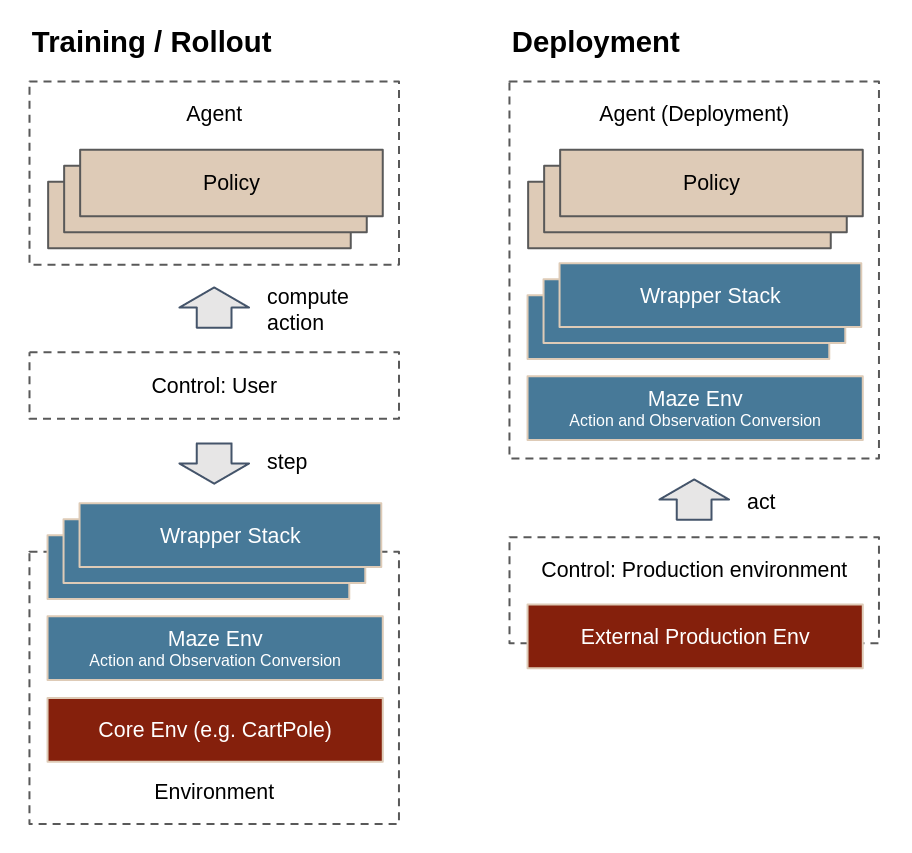 Training / Rollout
Agent
Policy
compute
action
Control: User
step
Wrapper Stack
Maze Env
Action and Observation Conversion
Core Env (e.g. CartPole)
Environment
Deployment
Agent (Deployment)
Policy
Wrapper Stack
Maze Env
Action and Observation Conversion
act
Control: Production environment
External Production Env